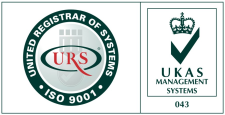 UNITED REGISTRAR OF SYSTEMS
URS
• ISO 9001 •
UKAS
MANAGEMENT
SYSTEMS
043